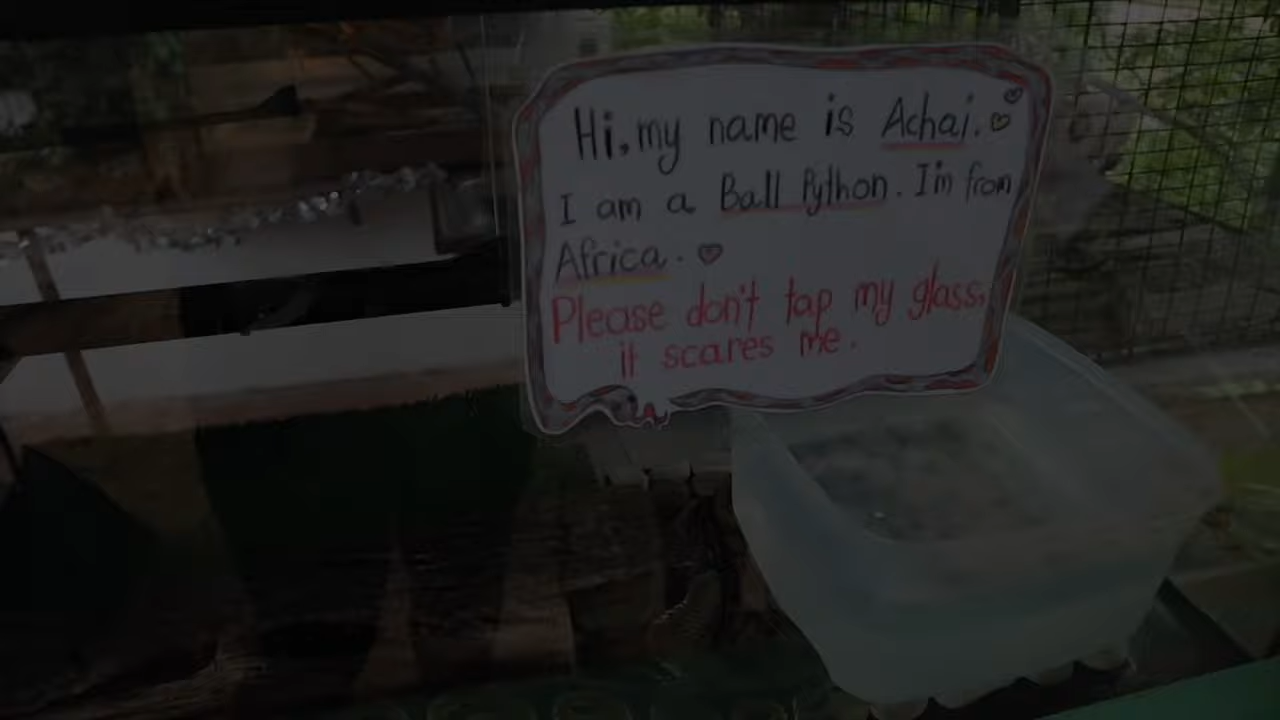 Hi, my name is Achai.
I am a Ball Python. I'm from
Africa.
Please don't tap my glass,
it scares me.